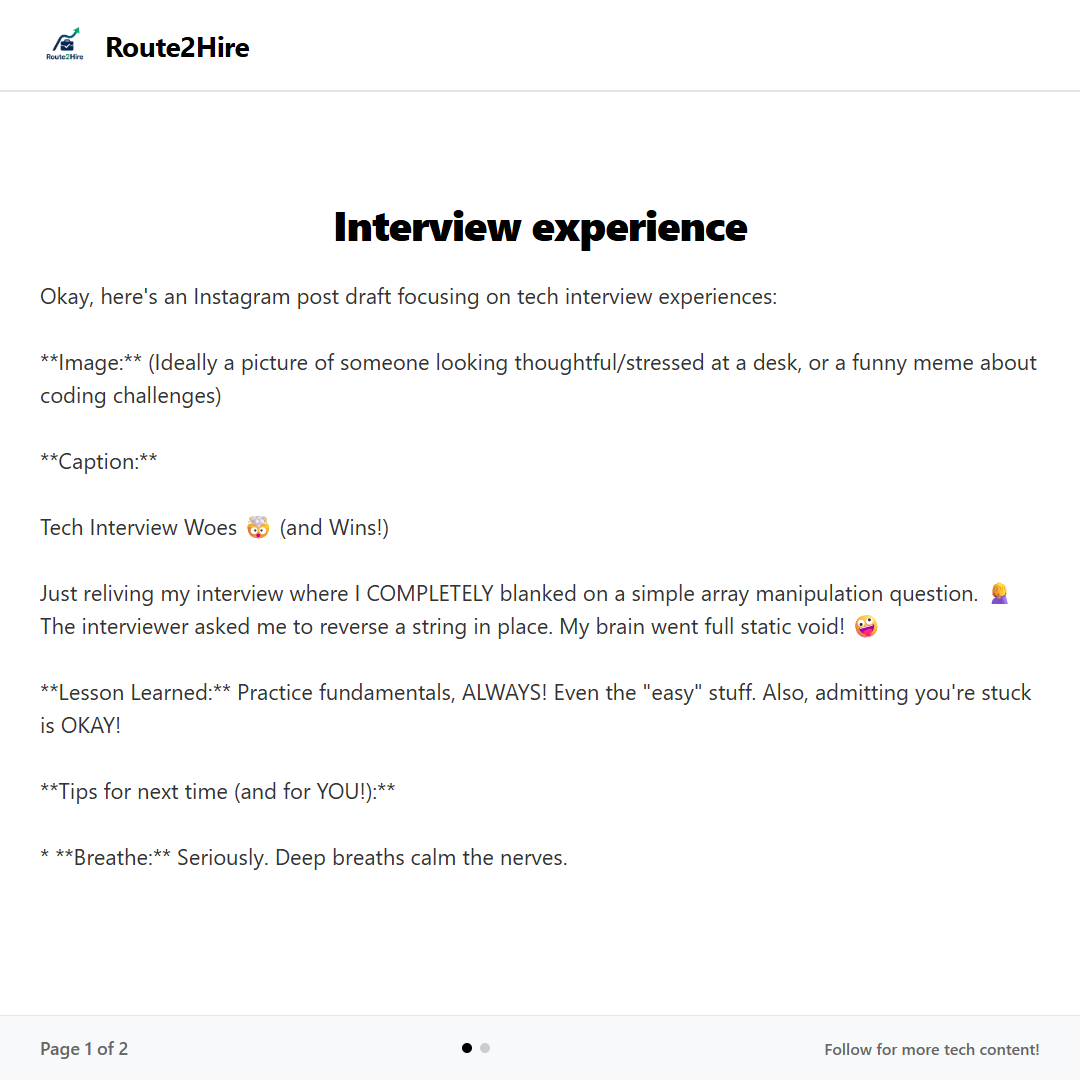 Route2Hire
Route2Hire
Interview experience
Okay, here's an Instagram post draft focusing on tech interview experiences:
**Image:** (Ideally a picture of someone looking thoughtful/stressed at a desk, or a funny meme about
coding challenges)
**Caption:**
Tech Interview Woes 🤯 (and Wins!)
Just reliving my interview where I COMPLETELY blanked on a simple array manipulation question. 🤦‍♀️
The interviewer asked me to reverse a string in place. My brain went full static void! 🤪
**Lesson Learned:** Practice fundamentals, ALWAYS! Even the "easy" stuff. Also, admitting you're stuck
is OKAY!
**Tips for next time (and for YOU!):**
* **Breathe:** Seriously. Deep breaths calm the nerves.
Page 1 of 2
Follow for more tech content!